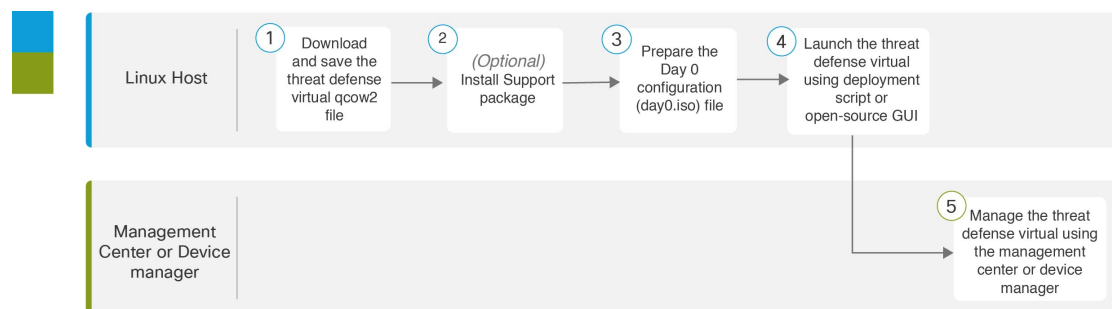 Linux Host
1
Download
and save the
threat defense
virtual qcow2
file
2
(Optional)
Install Support
package
3
Prepare the
Day 0
configuration
(day0.iso) file
4
Launch the threat
defense virtual
using deployment
script or
open-source GUI
Management
Center or Device
manager
5
Manage the threat
defense virtual using
the management
center or device
manager